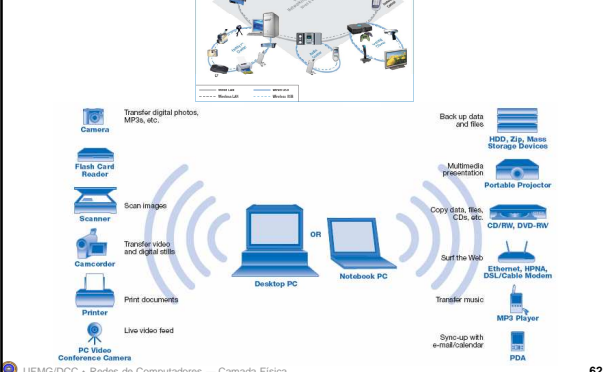 Wireless LAN
Wireless USB
Camera
Transfer digital photos,
MP3s, etc.
Flash Card
Reader
Scanner
Scan images
Camcorder
Transfer video
and digital stills
Printer
Print documents
PC Video
Conference Camera
Live video feed
Desktop PC
OR
Notebook PC
Back up data
and files
HDD, Zip, Mass
Storage Devices
Multimedia
presentation
Portable Projector
Copy data, files,
CDs, etc.
CD/RW, DVD-RW
Surf the Web
Ethernet, HPNA,
DSL/Cable Modem
Transfer music
MP3 Player
Sync-up with
e-mail/calendar
PDA
UFMG/DCC • Redes de Computadores — Camada Física
62